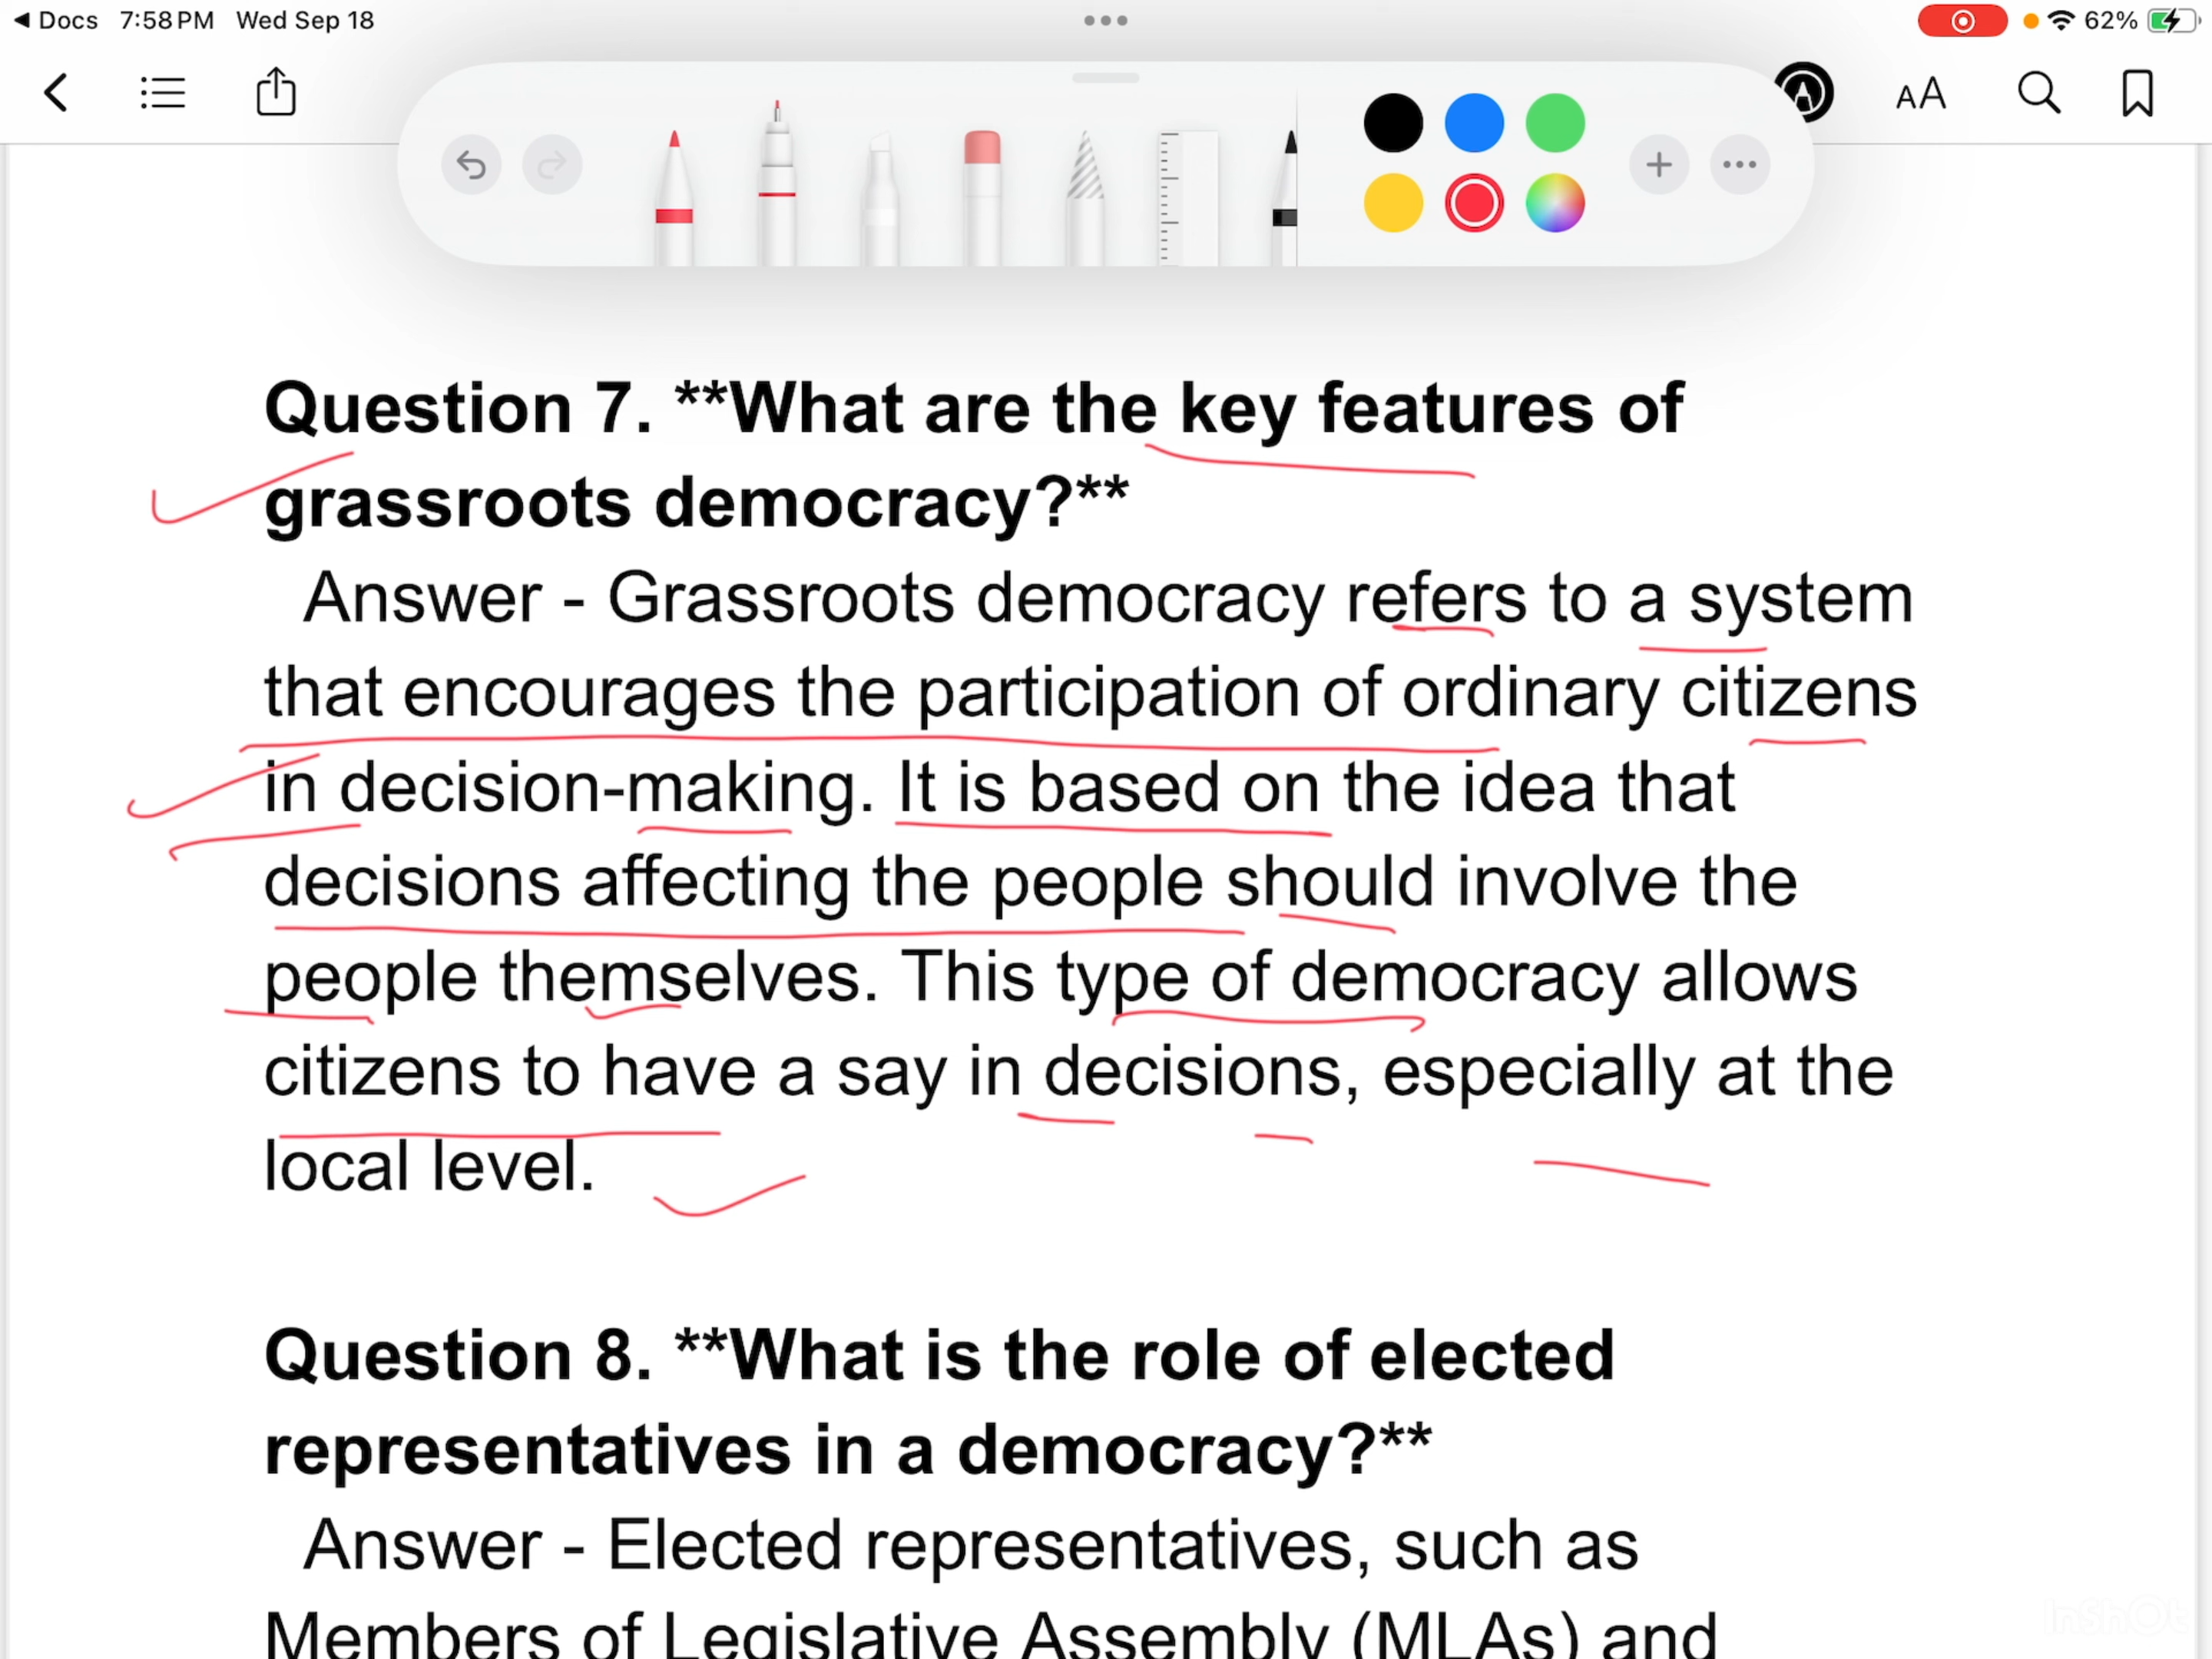 Docs 7:58 PM Wed Sep 18 62%
AA
Question 7. **What are the key features of
grassroots democracy?**
Answer - Grassroots democracy refers to a system
that encourages the participation of ordinary citizens
in decision-making. It is based on the idea that
decisions affecting the people should involve the
people themselves. This type of democracy allows
citizens to have a say in decisions, especially at the
local level.
Question 8. **What is the role of elected
representatives in a democracy?**
Answer - Elected representatives, such as
Members of Legislative Assembly (MLAs) and
InShOt